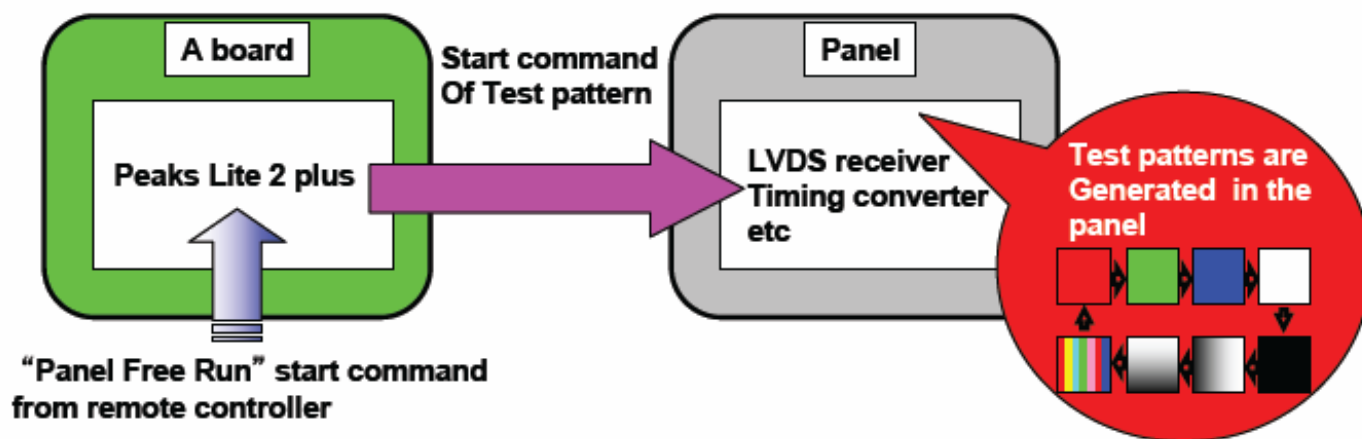 A board
Start command
Of Test pattern
Panel
Peaks Lite 2 plus
LVDS receiver
Timing converter
etc
Test patterns are
Generated in the
panel
“Panel Free Run” start command
from remote controller